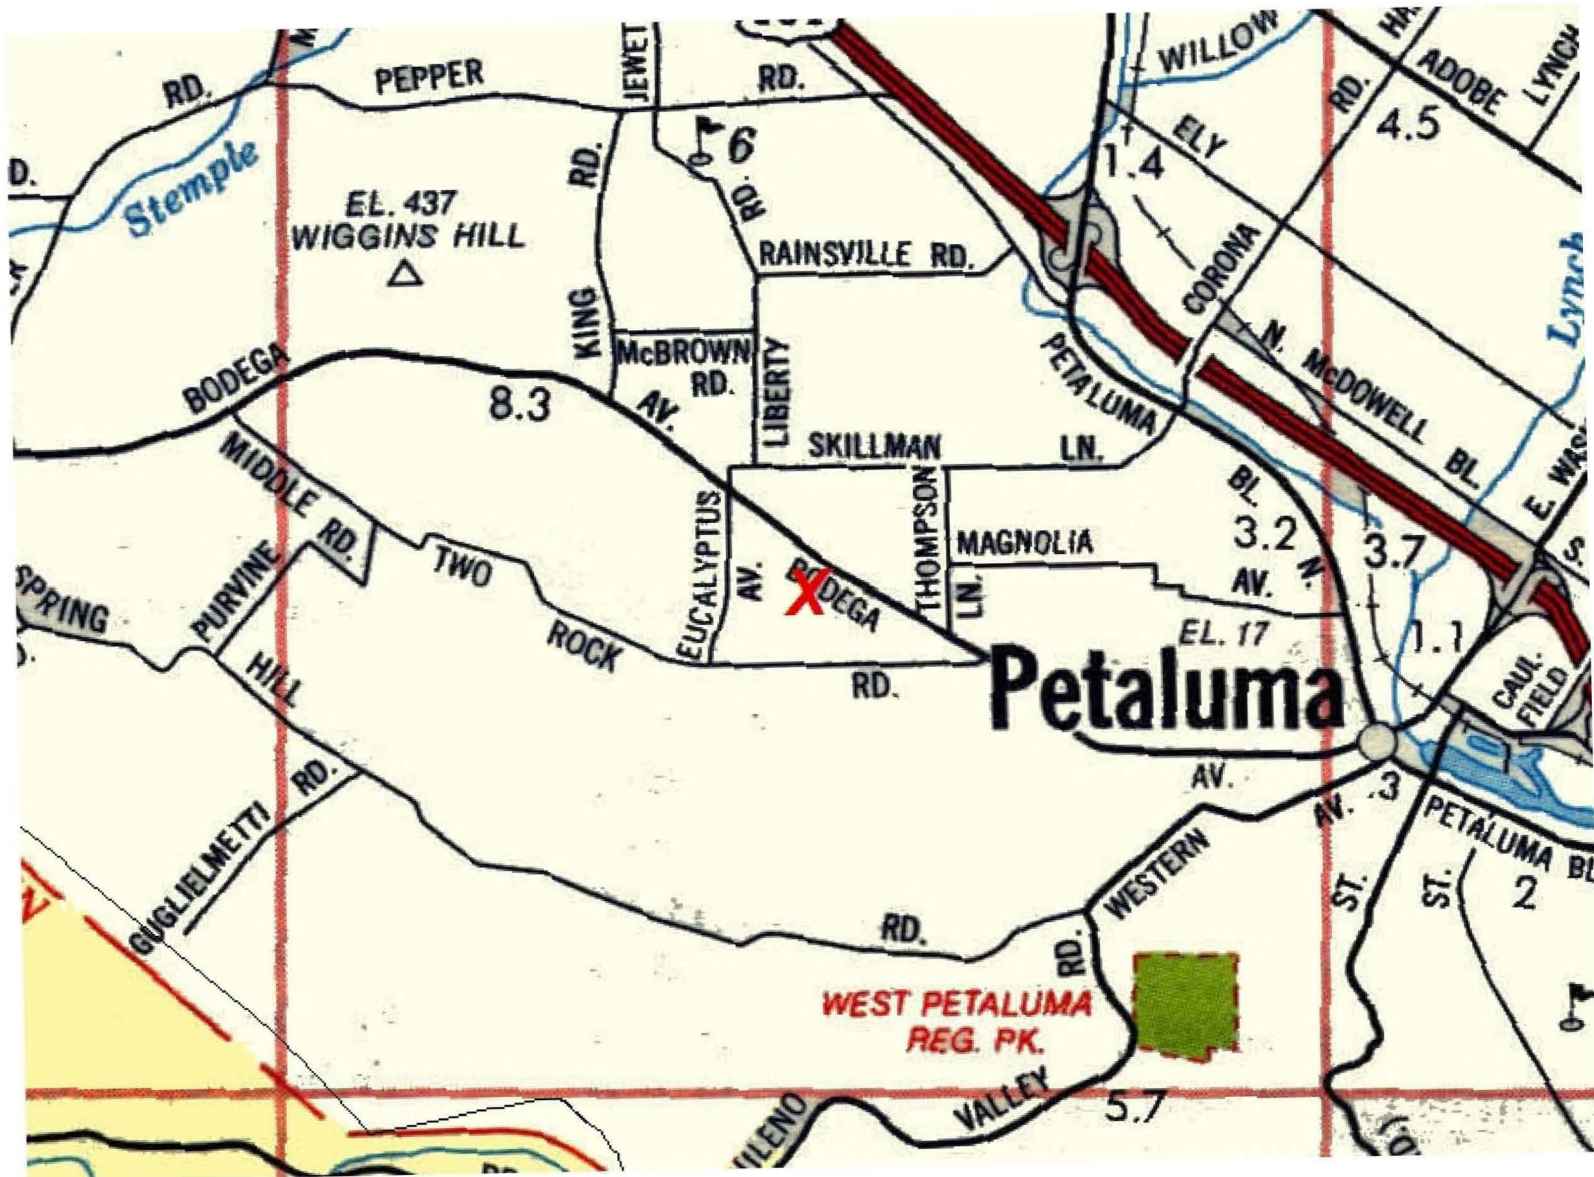 WILLOW
HA
LYNCH
ADOBE
RD.
4.5
JEWET
PEPPER
RD.
RD.
ELY
1.4
6
D.
Stemple
RD.
RD.
EL. 437
WIGGINS HILL
RAINSVILLE RD.
CORONA
Lynch
KING
McBROWN
RD.
LIBERTY
N. McDOWELL BL.
PETALUMA
BL.
N.
BODEGA
AV.
8.3
SKILLMAN
LN.
E. WAS
S.
MIDDLE RD.
3.2
3.7
EUCALYPTUS
AV.
THOMPSON
LN.
MAGNOLIA
AV.
TWO
ROCK
RD.
X
BODEGA
PURVINE
SPRING
EL. 17
1.1
HILL
Petaluma
CAUL-
FIELD
AV.
.3
AV.
RD.
GUGLIELMETTI
PETALUMA BL
2
WESTERN
ST.
ST.
RD.
RD.
WEST PETALUMA
REG. PK.
N
VALLEY
5.7
ILENO